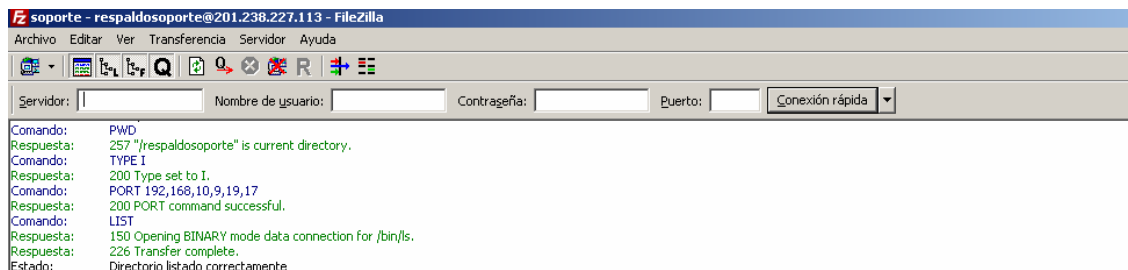 soporte - respaldosoporte@201.238.227.113 - FileZilla
Archivo Editar Ver Transferencia Servidor Ayuda
Servidor: Nombre de usuario: Contraseña: Puerto: Conexión rápida
Comando: PWD
Respuesta: 257 "/respaldosoporte" is current directory.
Comando: TYPE I
Respuesta: 200 Type set to I.
Comando: PORT 192,168,10,9,19,17
Respuesta: 200 PORT command successful.
Comando: LIST
Respuesta: 150 Opening BINARY mode data connection for /bin/ls.
Respuesta: 226 Transfer complete.
Estado: Directorio listado correctamente